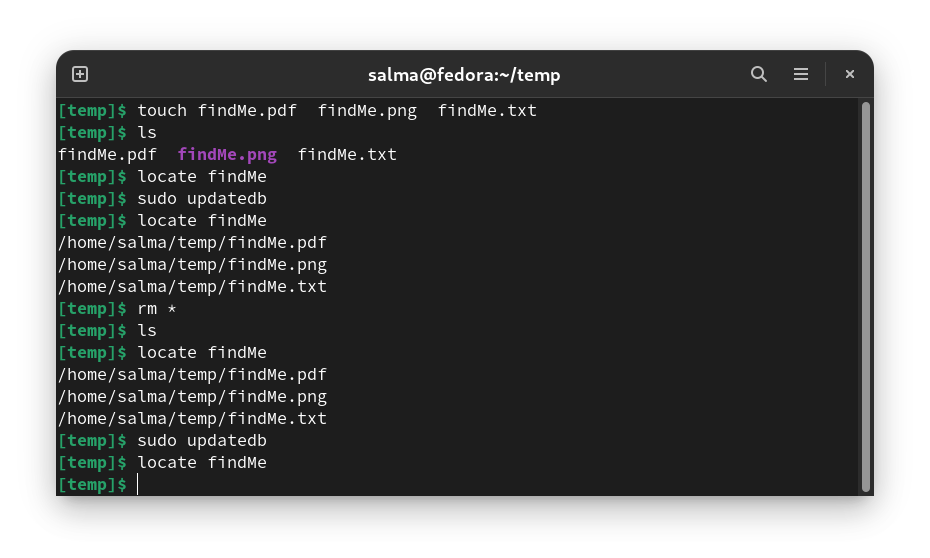 salma@fedora:~/temp
[temp]$ touch findMe.pdf  findMe.png  findMe.txt
[temp]$ ls
findMe.pdf  findMe.png  findMe.txt
[temp]$ locate findMe
[temp]$ sudo updatedb
[temp]$ locate findMe
/home/salma/temp/findMe.pdf
/home/salma/temp/findMe.png
/home/salma/temp/findMe.txt
[temp]$ rm *
[temp]$ ls
[temp]$ locate findMe
/home/salma/temp/findMe.pdf
/home/salma/temp/findMe.png
/home/salma/temp/findMe.txt
[temp]$ sudo updatedb
[temp]$ locate findMe
[temp]$